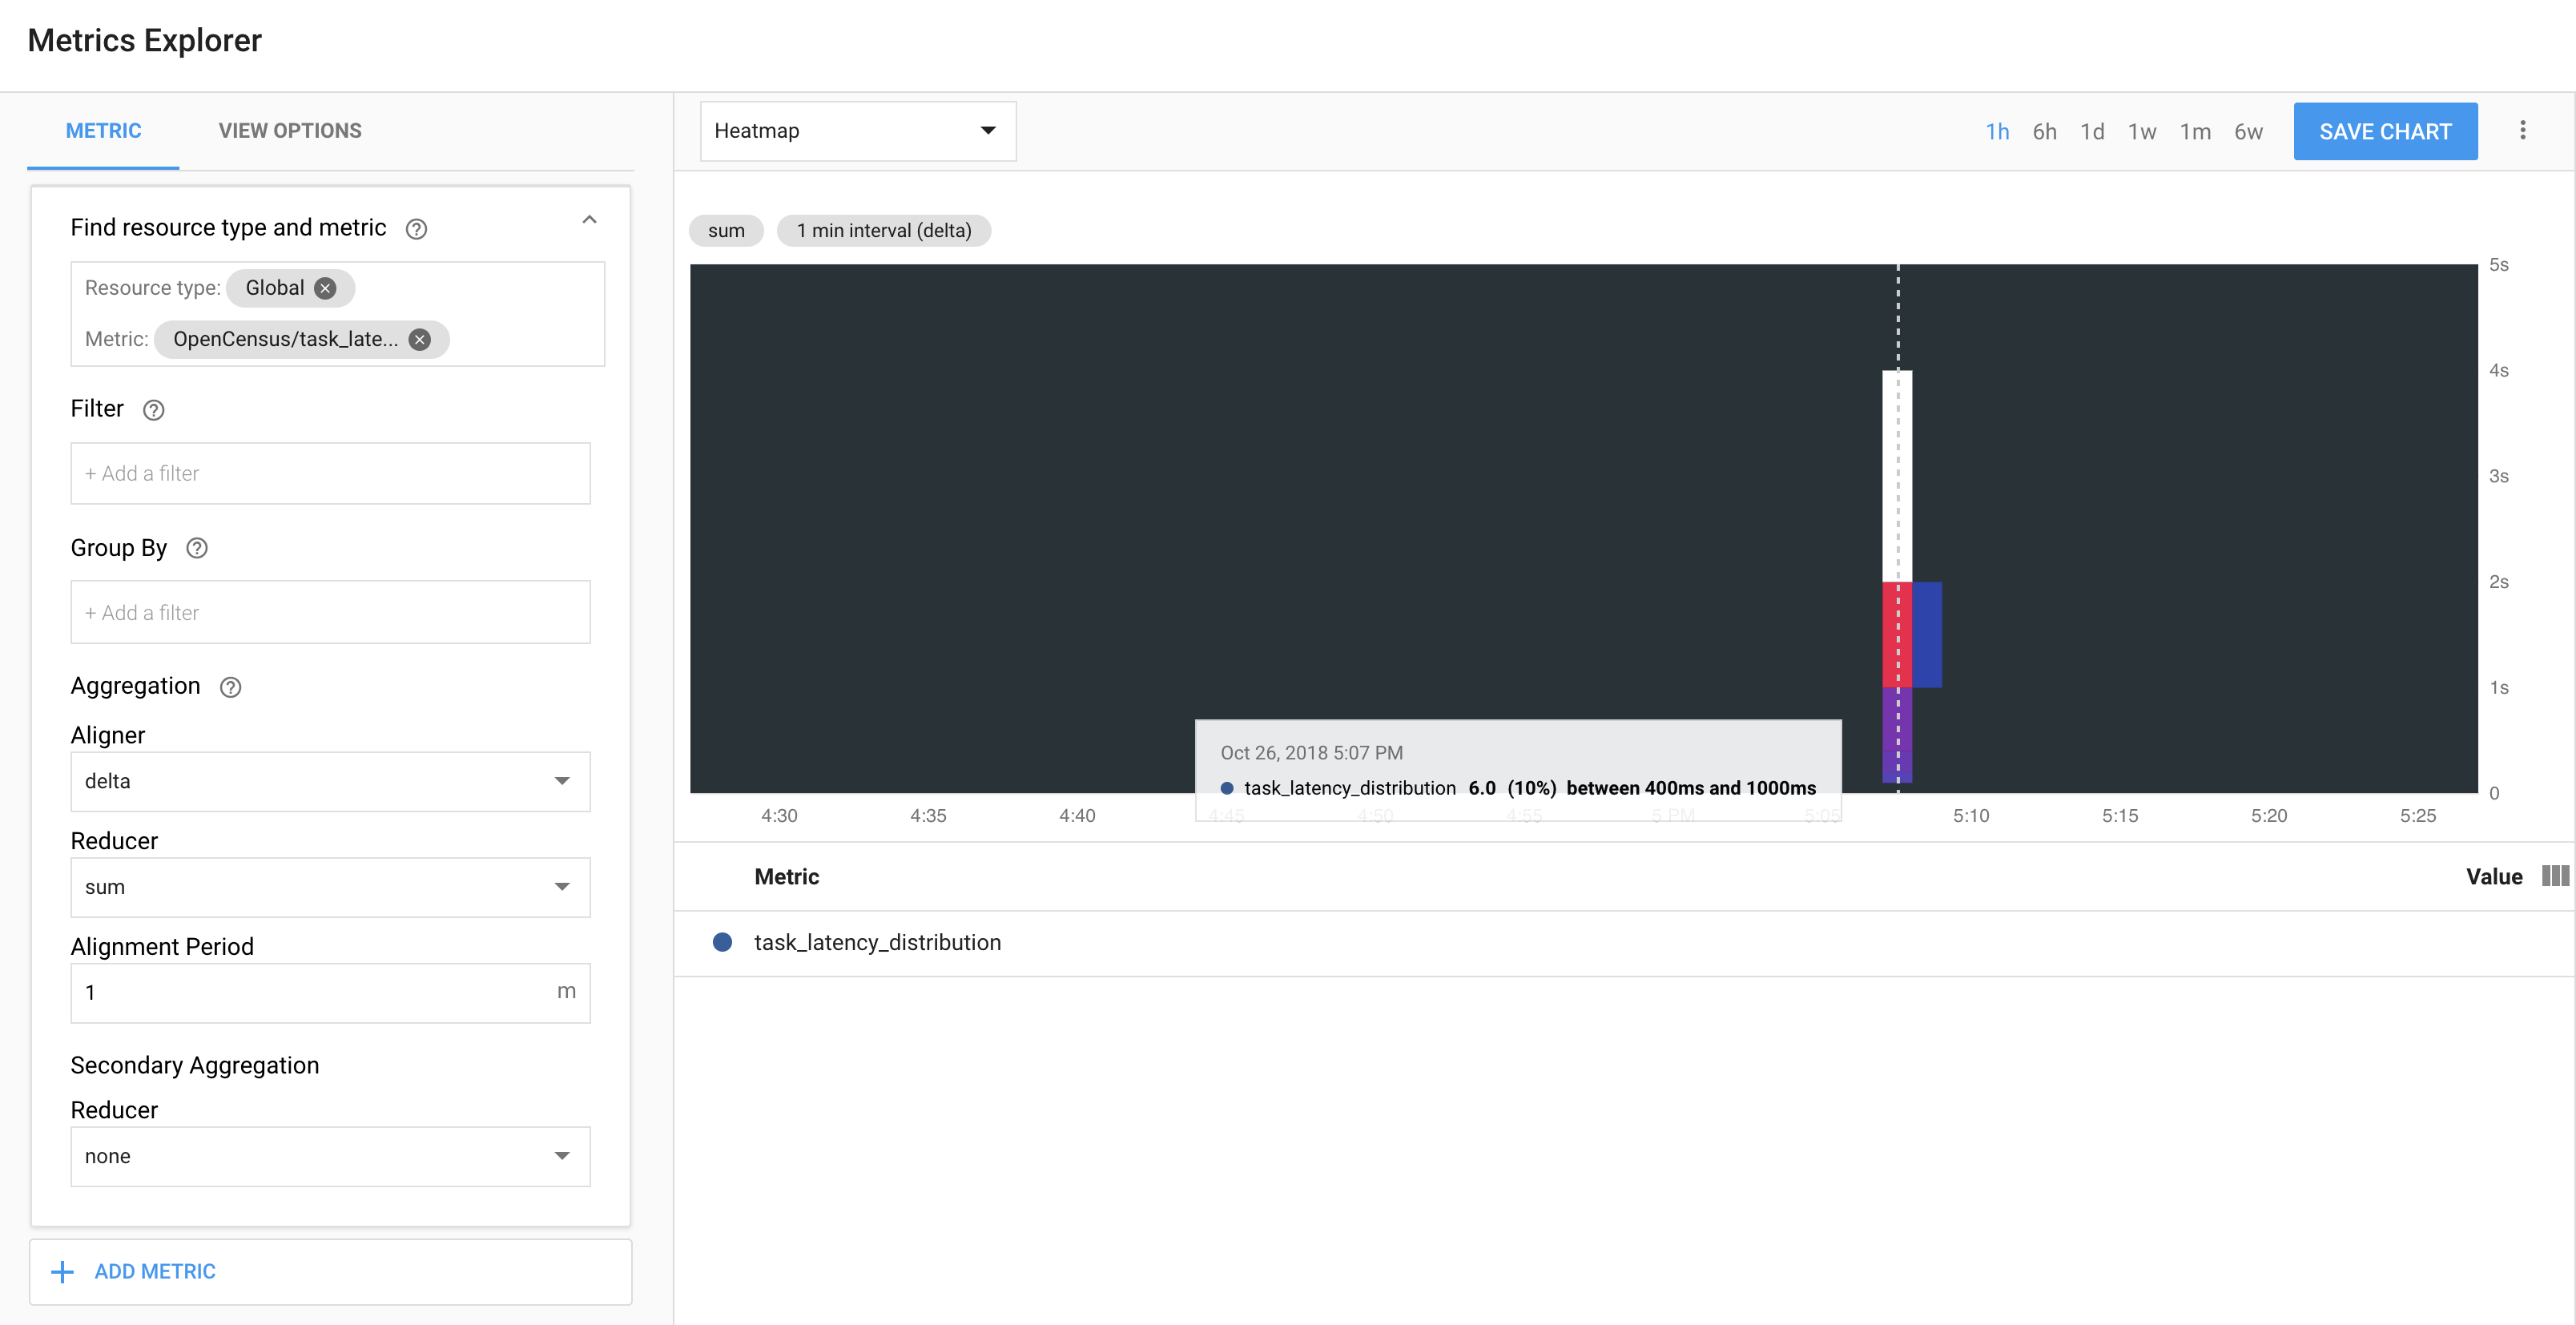 Metrics Explorer
METRIC
VIEW OPTIONS
Find resource type and metric
Resource type: Global
Metric: OpenCensus/task_late...
Filter
+ Add a filter
Group By
+ Add a filter
Aggregation
Aligner
delta
Reducer
sum
Alignment Period
1 m
Secondary Aggregation
Reducer
none
ADD METRIC
Heatmap
1h 6h 1d 1w 1m 6w
SAVE CHART
sum
1 min interval (delta)
5s
4s
3s
2s
1s
0
Oct 26, 2018 5:07 PM
task_latency_distribution 6.0 (10%) between 400ms and 1000ms
4:30 4:35 4:40 4:45 4:50 4:55 5 PM 5:05 5:10 5:15 5:20 5:25
Metric Value
task_latency_distribution